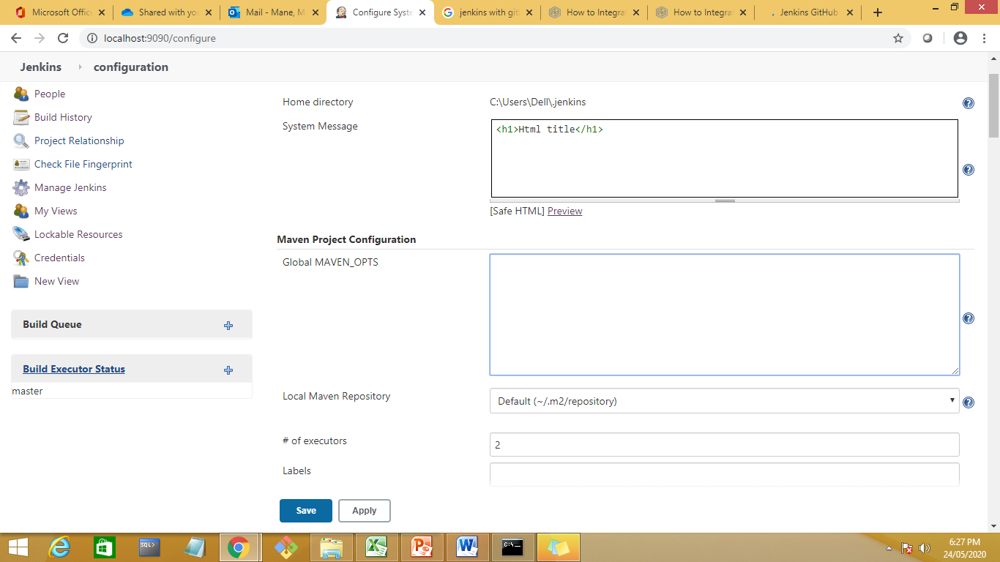 Microsoft Offic
Shared with you
Mail - Mane, M
Configure Syste
jenkins with git
How to Integrat
How to Integrat
Jenkins GitHub
localhost:9090/configure
Jenkins configuration
People
Build History
Project Relationship
Check File Fingerprint
Manage Jenkins
My Views
Lockable Resources
Credentials
New View
Build Queue
Build Executor Status
master
Home directory C:\Users\Dell\.jenkins
System Message <h1>Html title</h1>
[Safe HTML] Preview
Maven Project Configuration
Global MAVEN_OPTS
Local Maven Repository Default (~/.m2/repository)
# of executors 2
Labels
Save Apply
SQL>
C:\
6:27 PM
24/05/2020